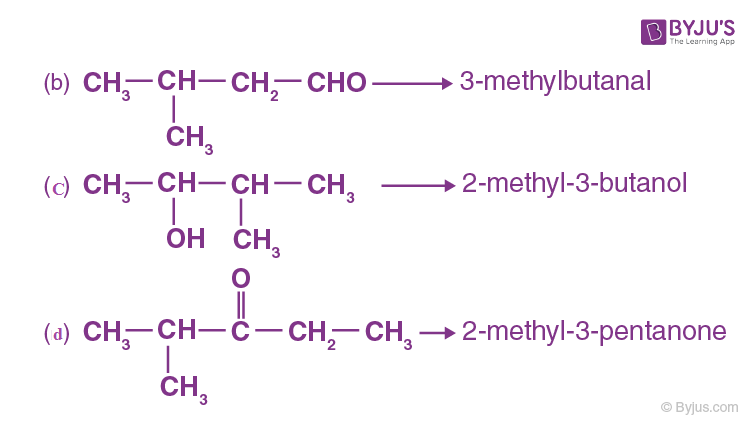 BYJU'S
The Learning App
(b) CH3—CH—CH2—CHO → 3-methylbutanal
CH3
(c) CH3—CH—CH—CH3 → 2-methyl-3-butanol
OH CH3
O
(d) CH3—CH—C—CH2—CH3 → 2-methyl-3-pentanone
CH3
© Byjus.com